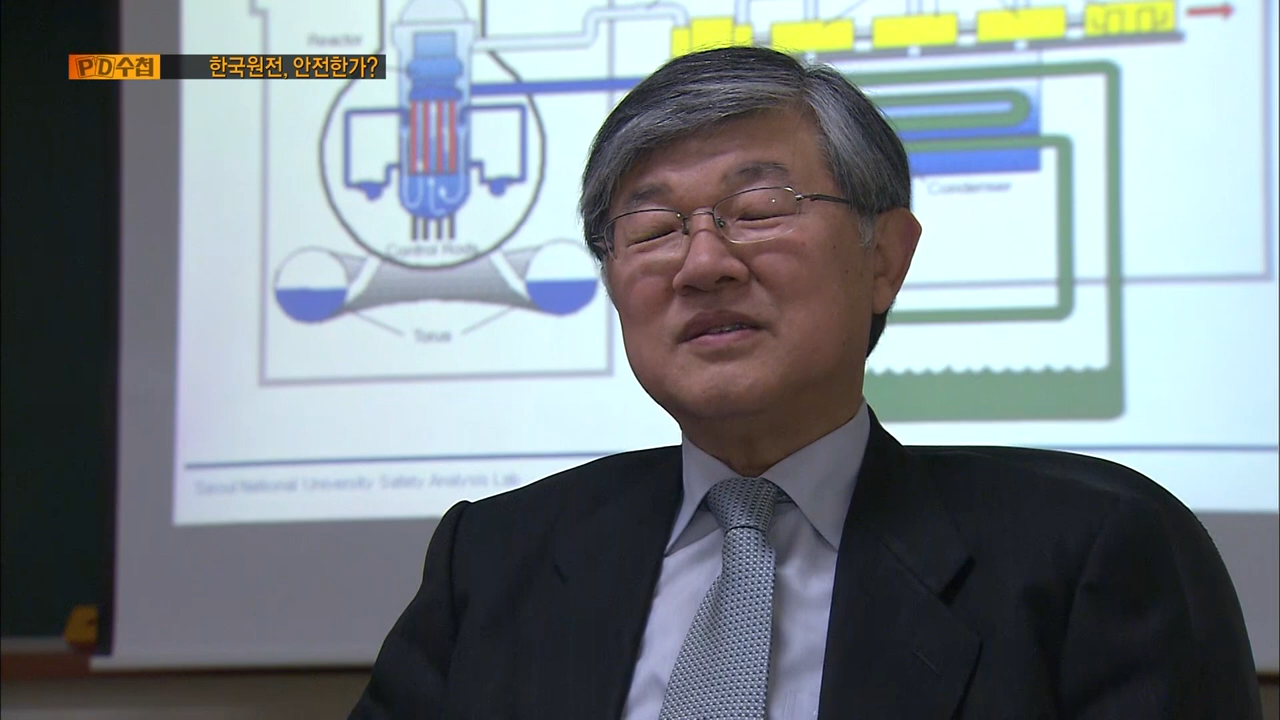 PD수첩 한국원전, 안전한가?
Reactor
Condenser
Control Rods
Torus
Seoul National University Safety Analysis Lab